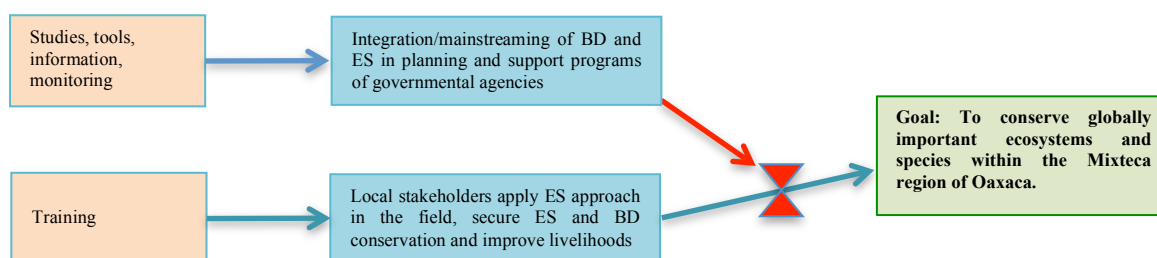 Studies, tools,
information,
monitoring
Integration/mainstreaming of BD and
ES in planning and support programs
of governmental agencies
Goal: To conserve globally
important ecosystems and
species within the Mixteca
region of Oaxaca.
Training
Local stakeholders apply ES approach
in the field, secure ES and BD
conservation and improve livelihoods